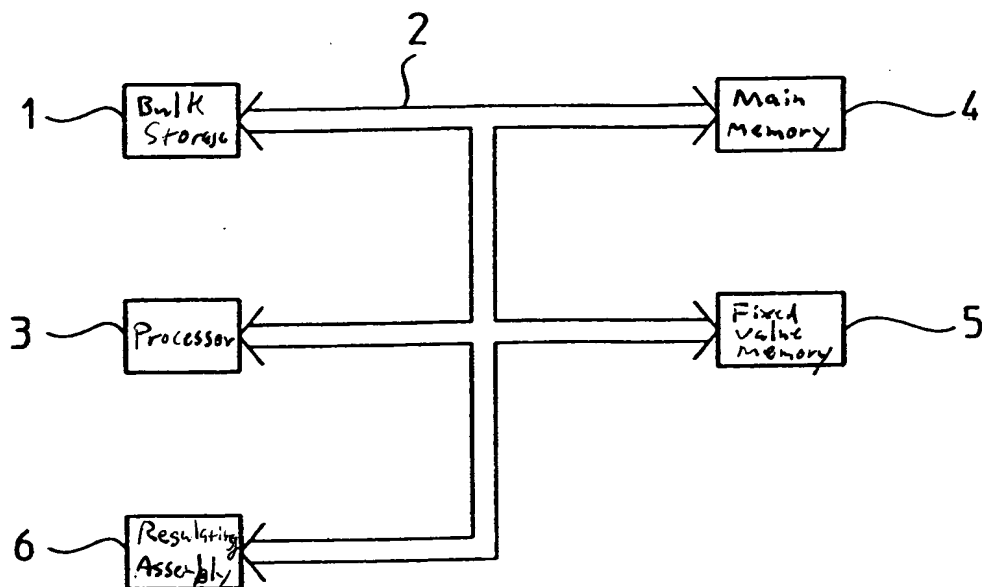 2
1
Bulk
Storage
Main
Memory
4
3
Processor
Fixed
Value
Memory
5
6
Regulating
Assembly